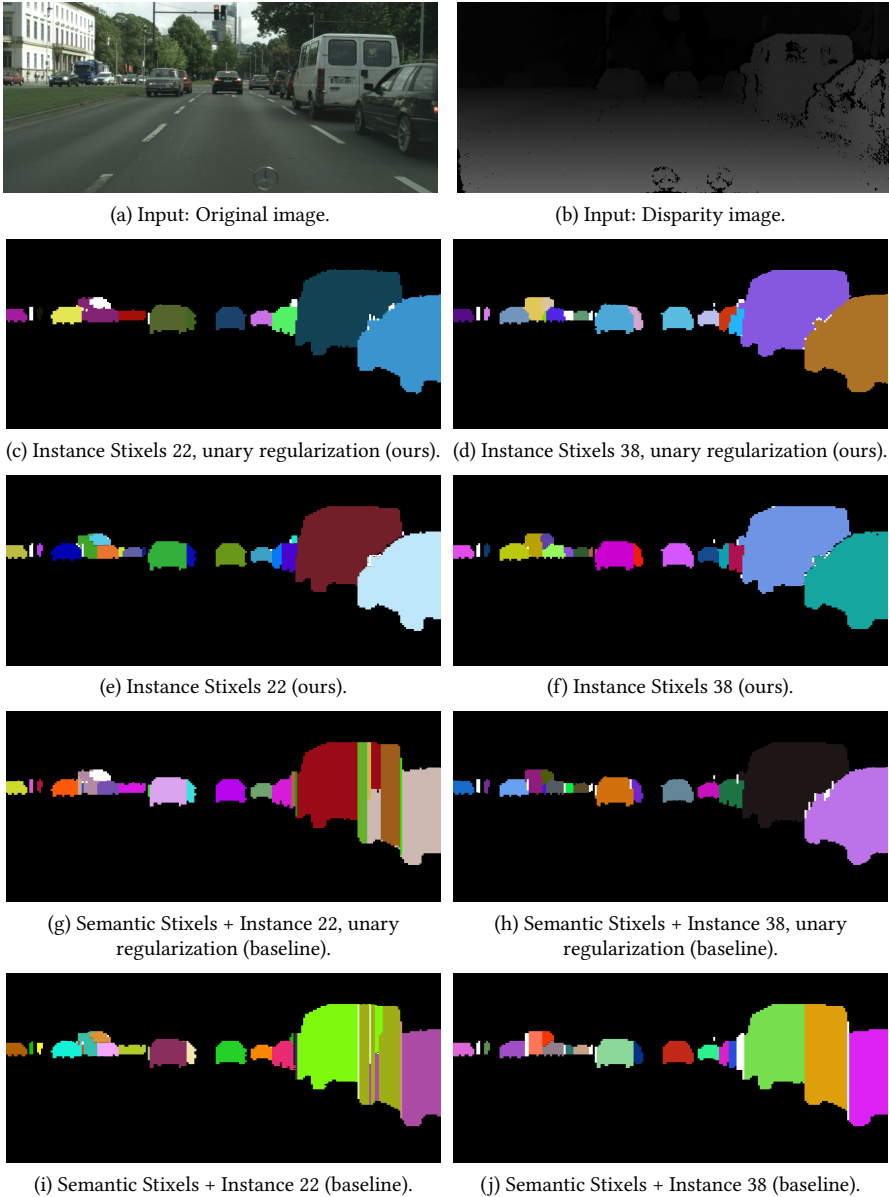 (a) Input: Original image.
(b) Input: Disparity image.
(c) Instance Stixels 22, unary regularization (ours).
(d) Instance Stixels 38, unary regularization (ours).
(e) Instance Stixels 22 (ours).
(f) Instance Stixels 38 (ours).
(g) Semantic Stixels + Instance 22, unary
regularization (baseline).
(h) Semantic Stixels + Instance 38, unary
regularization (baseline).
(i) Semantic Stixels + Instance 22 (baseline).
(j) Semantic Stixels + Instance 38 (baseline).